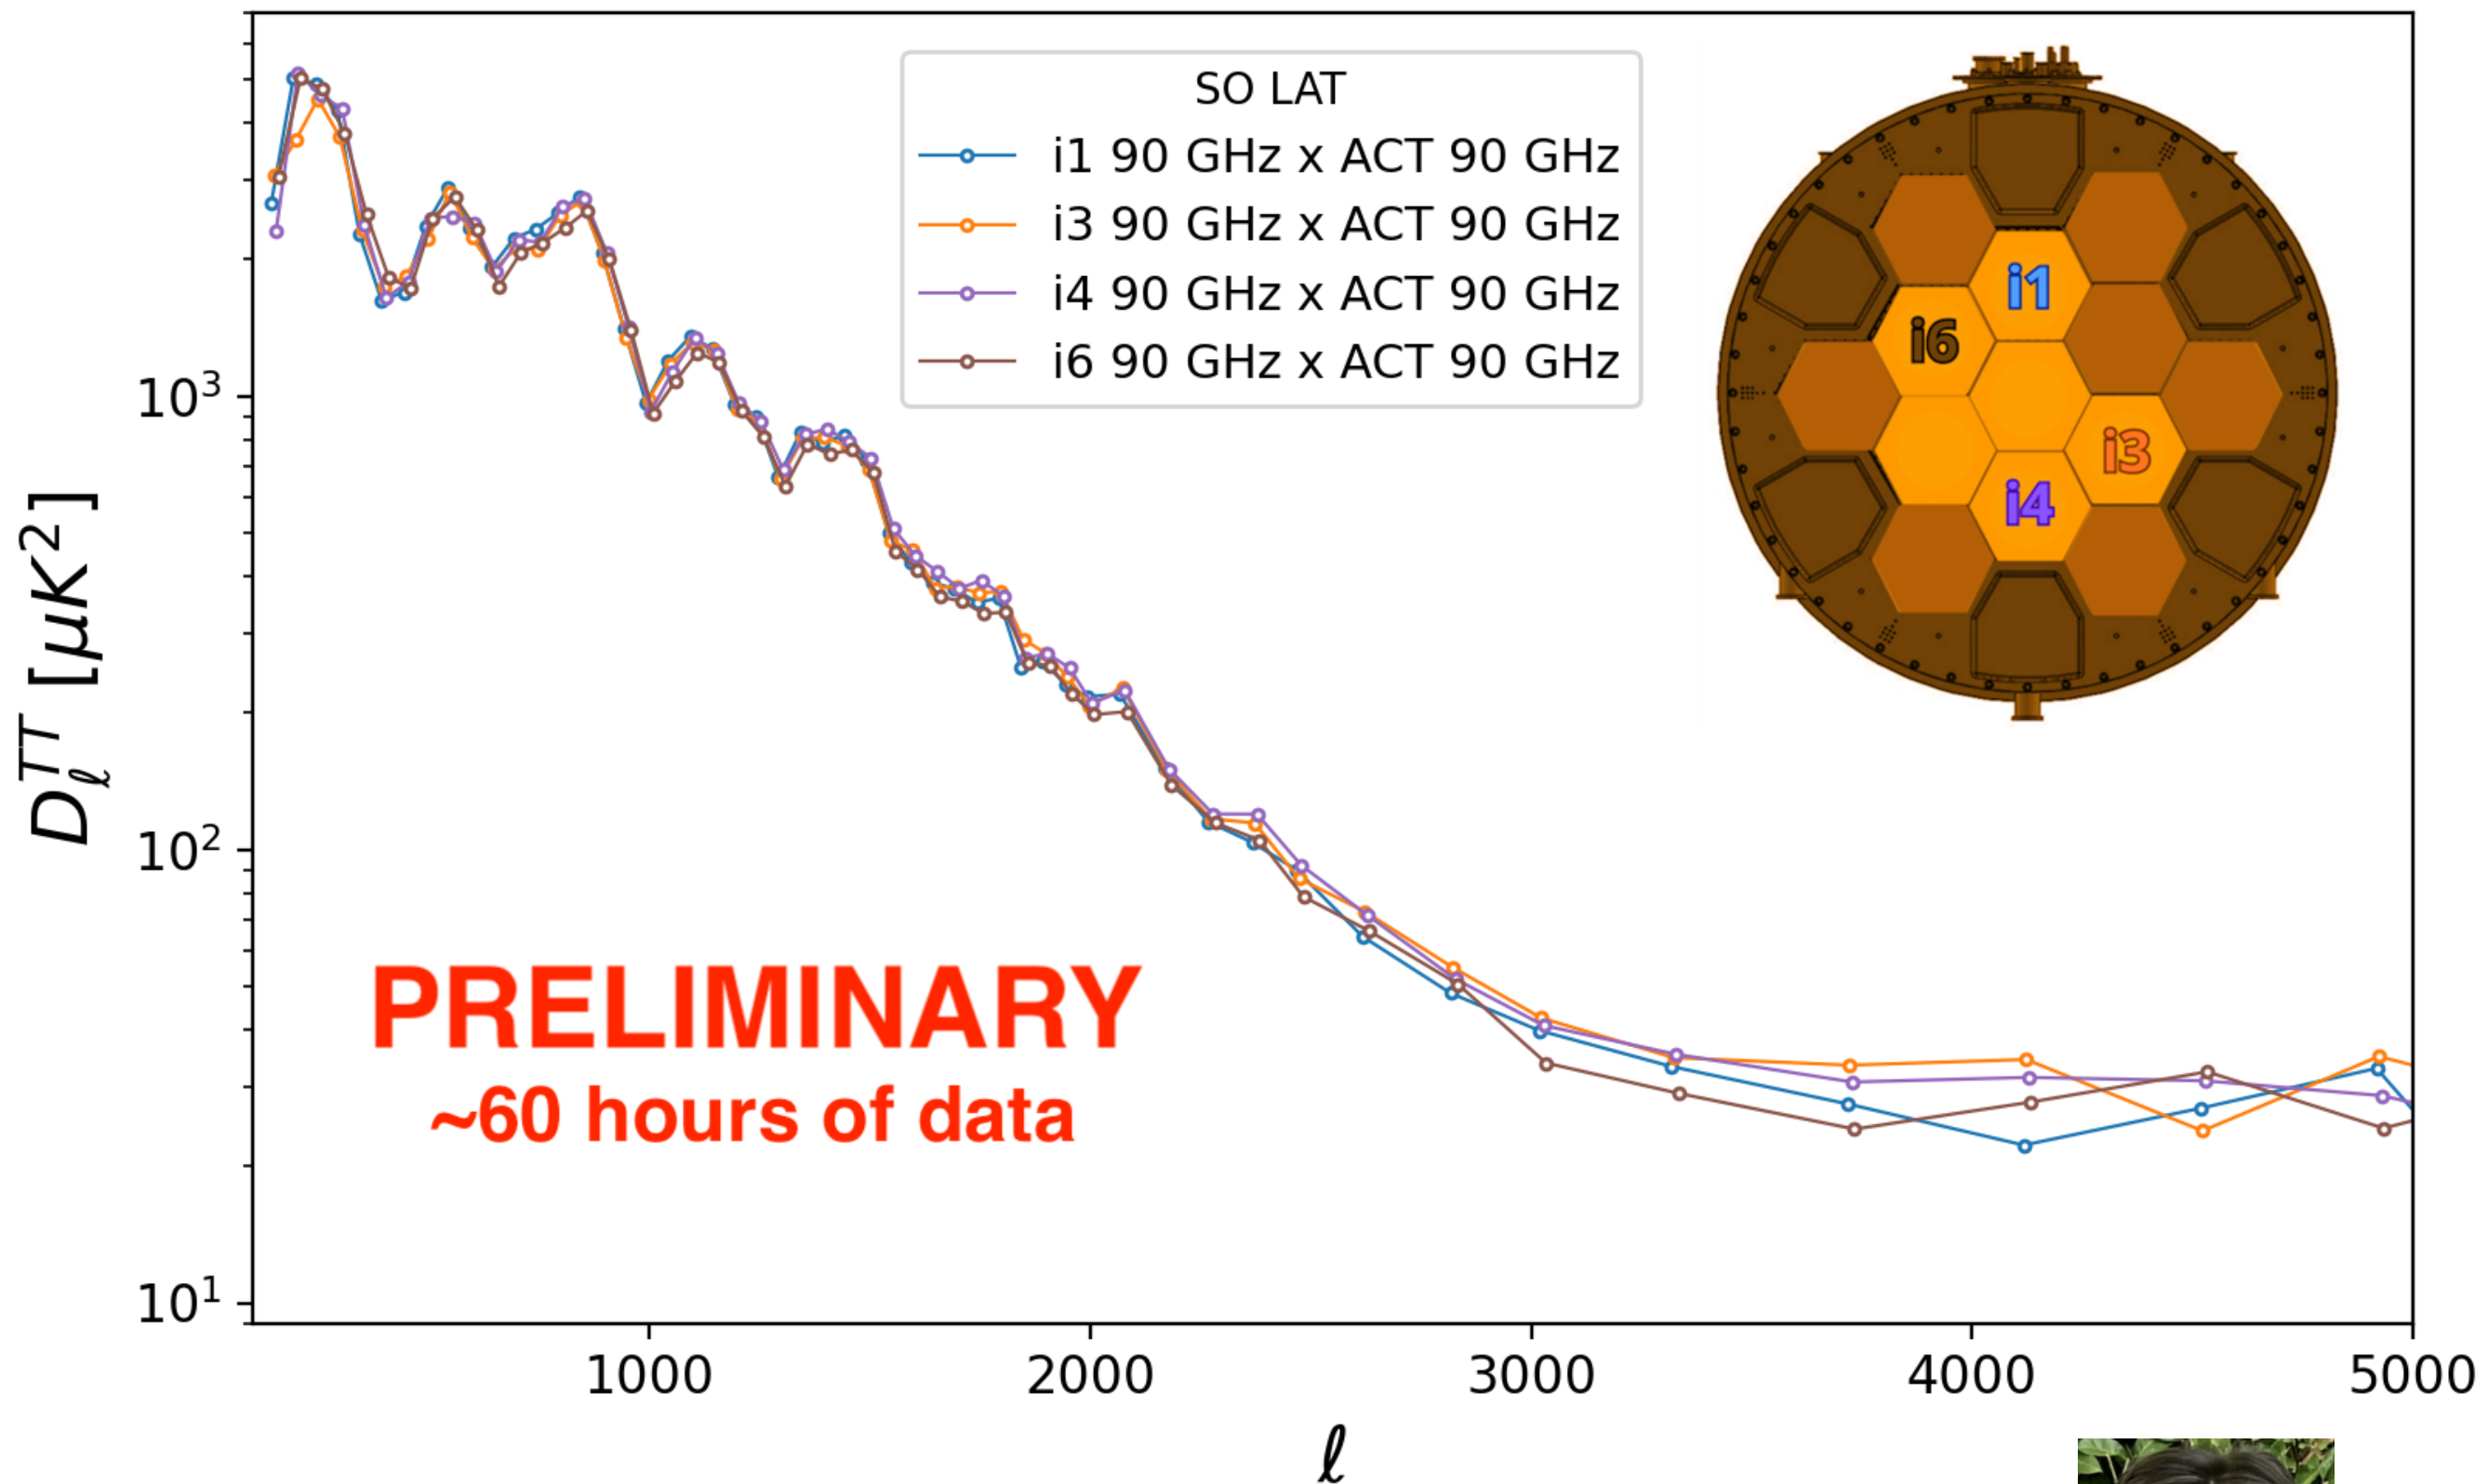 SO LAT
i1 90 GHz x ACT 90 GHz
i3 90 GHz x ACT 90 GHz
i4 90 GHz x ACT 90 GHz
i6 90 GHz x ACT 90 GHz
i1
i6
i3
i4
10³
10²
10¹
D_ℓ^{TT} [μK²]
PRELIMINARY
~60 hours of data
1000 2000 3000 4000 5000
ℓ